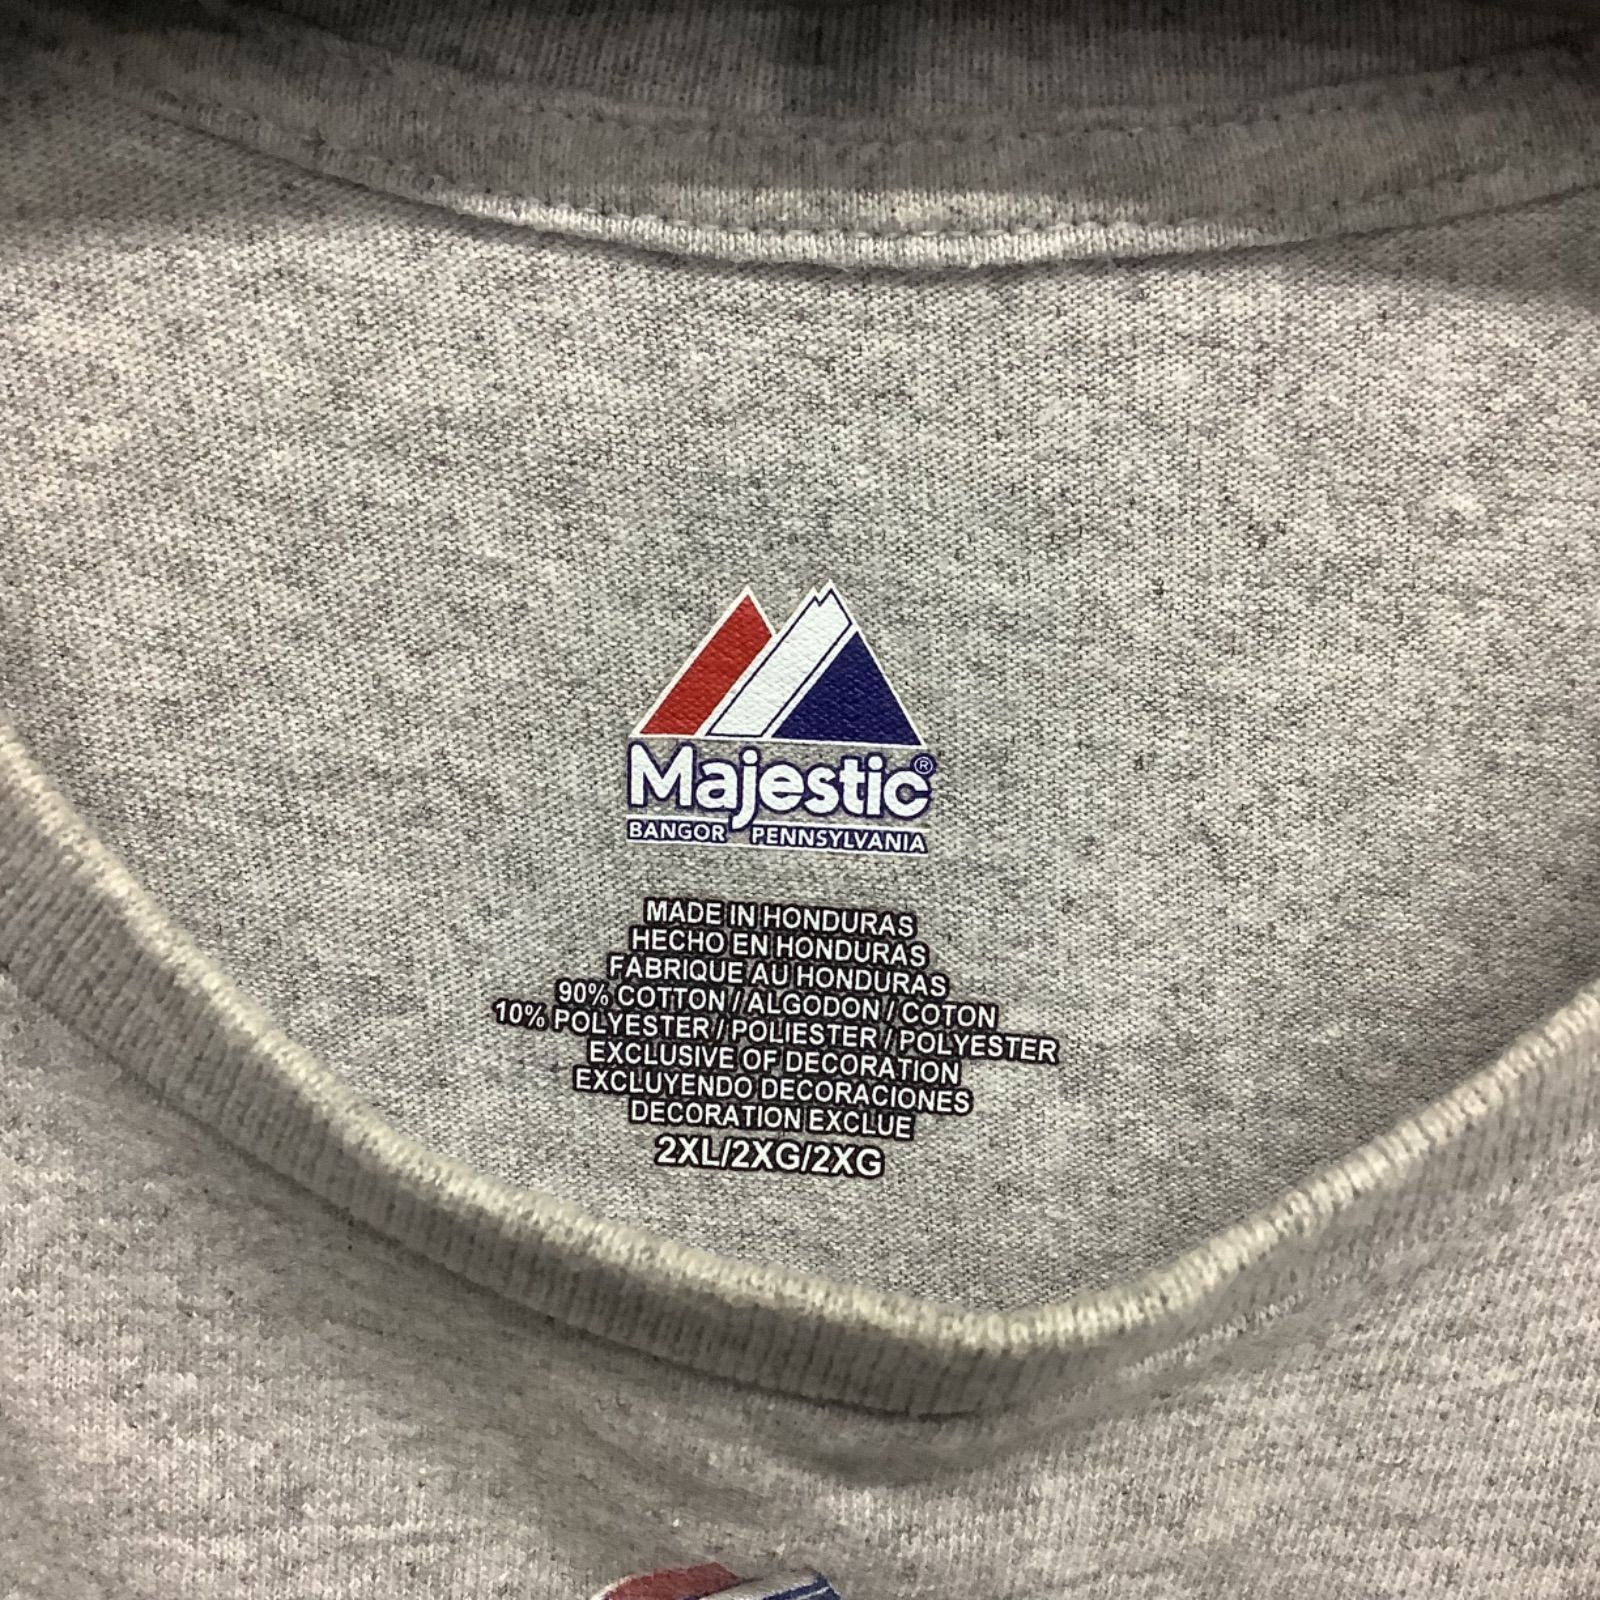 Majestic®
BANGOR PENNSYLVANIA
MADE IN HONDURAS
HECHO EN HONDURAS
FABRIQUE AU HONDURAS
90% COTTON / ALGODON / COTON
10% POLYESTER / POLIESTER / POLYESTER
EXCLUSIVE OF DECORATION
EXCLUYENDO DECORACIONES
DECORATION EXCLUE
2XL/2XG/2XG